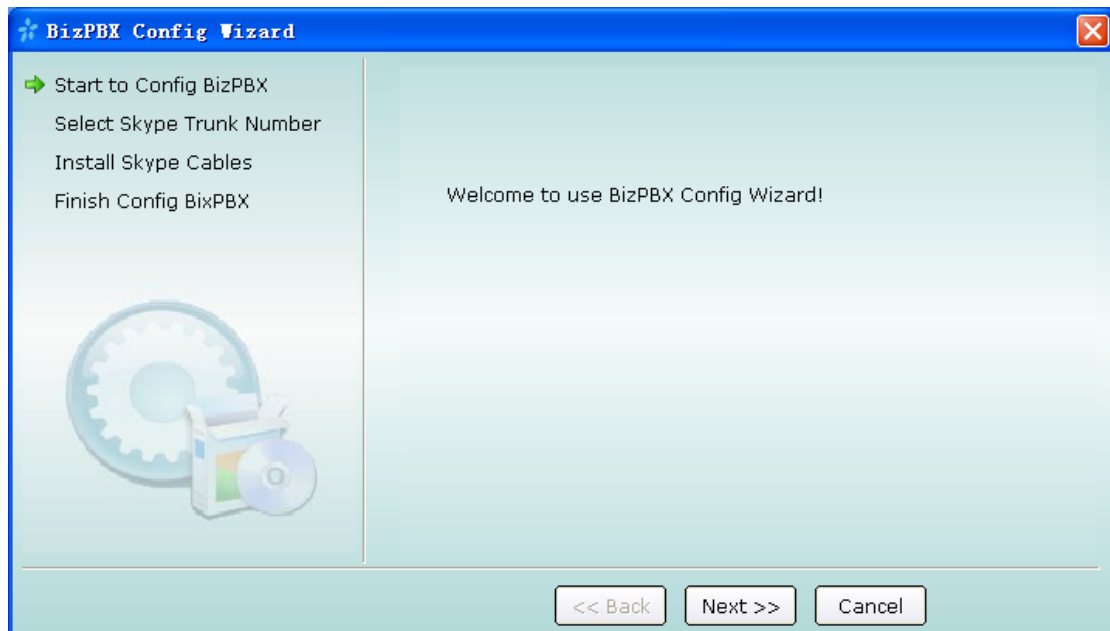 BizPBX Config Wizard
Start to Config BizPBX
Select Skype Trunk Number
Install Skype Cables
Finish Config BixPBX
Welcome to use BizPBX Config Wizard!
<< Back
Next >>
Cancel